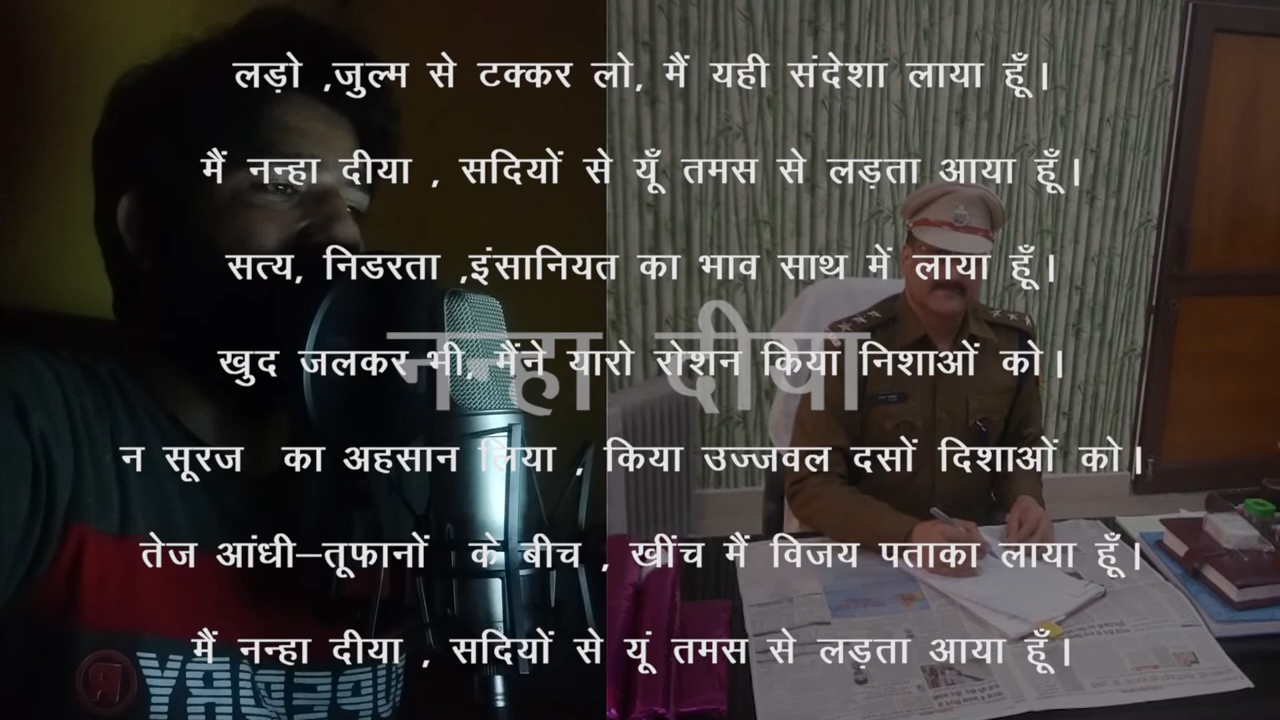 लड़ो ,जुल्म से टक्कर लो, मैं यही संदेशा लाया हूँ।
मैं नन्हा दीया , सदियों से यूँ तमस से लड़ता आया हूँ।
सत्य, निडरता ,इंसानियत का भाव साथ में लाया हूँ।
नन्हा दीया
खुद जलकर भी, मैंने यारो रोशन किया निशाओं को।
न सूरज का अहसान लिया , किया उज्जवल दसों दिशाओं को।
तेज आंधी–तूफानों के बीच , खींच मैं विजय पताका लाया हूँ।
मैं नन्हा दीया , सदियों से यूं तमस से लड़ता आया हूँ।